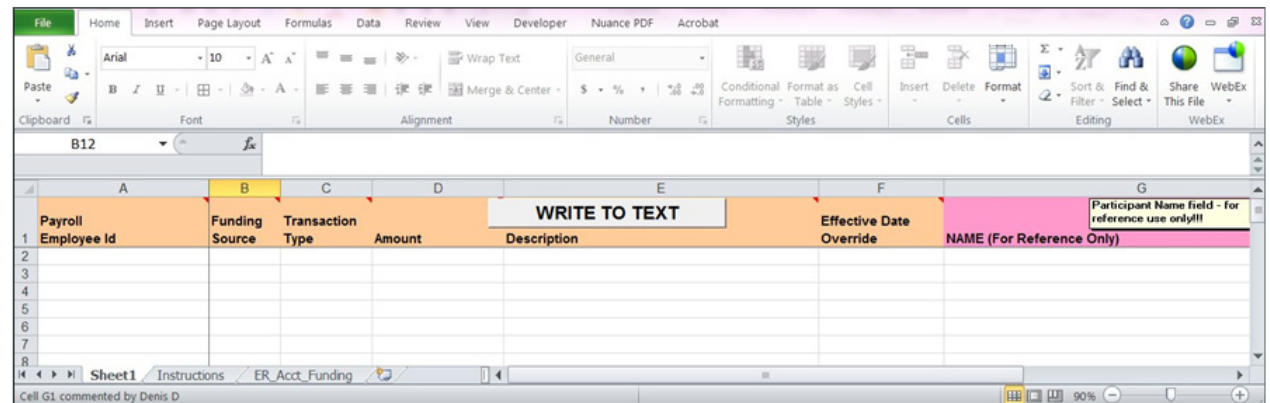 File Home Insert Page Layout Formulas Data Review View Developer Nuance PDF Acrobat
Paste
Arial 10
Wrap Text
General
B I U
Merge & Center
$ % ,
Conditional Formatting
Format as Table
Cell Styles
Insert Delete Format
Sort & Filter
Find & Select
Share This File
WebEx
Clipboard Font Alignment Number Styles Cells Editing WebEx
B12 fx
A B C D E F G
WRITE TO TEXT
Participant Name field - for
reference use only!!!
1
Payroll
Employee Id
Funding
Source
Transaction
Type
Amount
Description
Effective Date
Override
NAME (For Reference Only)
2
3
4
5
6
7
8
Sheet1 Instructions ER_Acct_Funding
Cell G1 commented by Denis D 90%